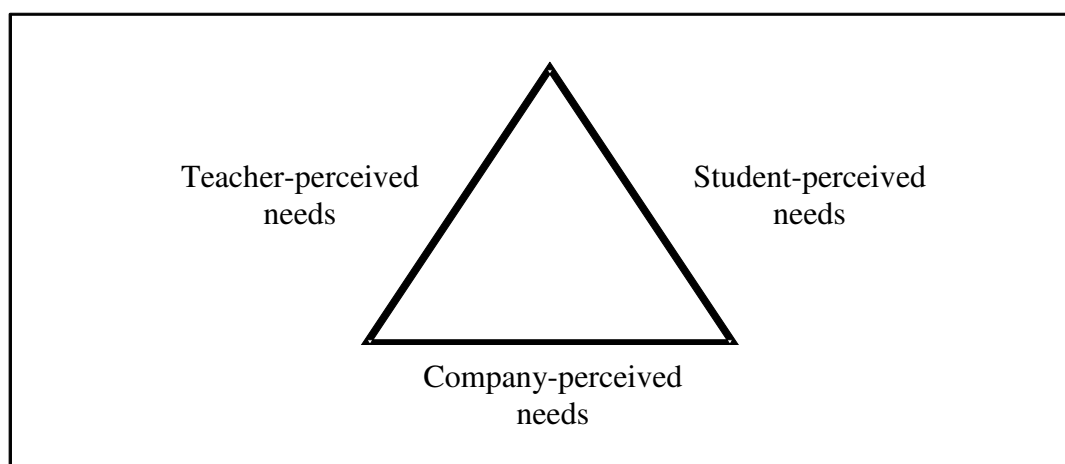 Teacher-perceived
needs
Student-perceived
needs
Company-perceived
needs